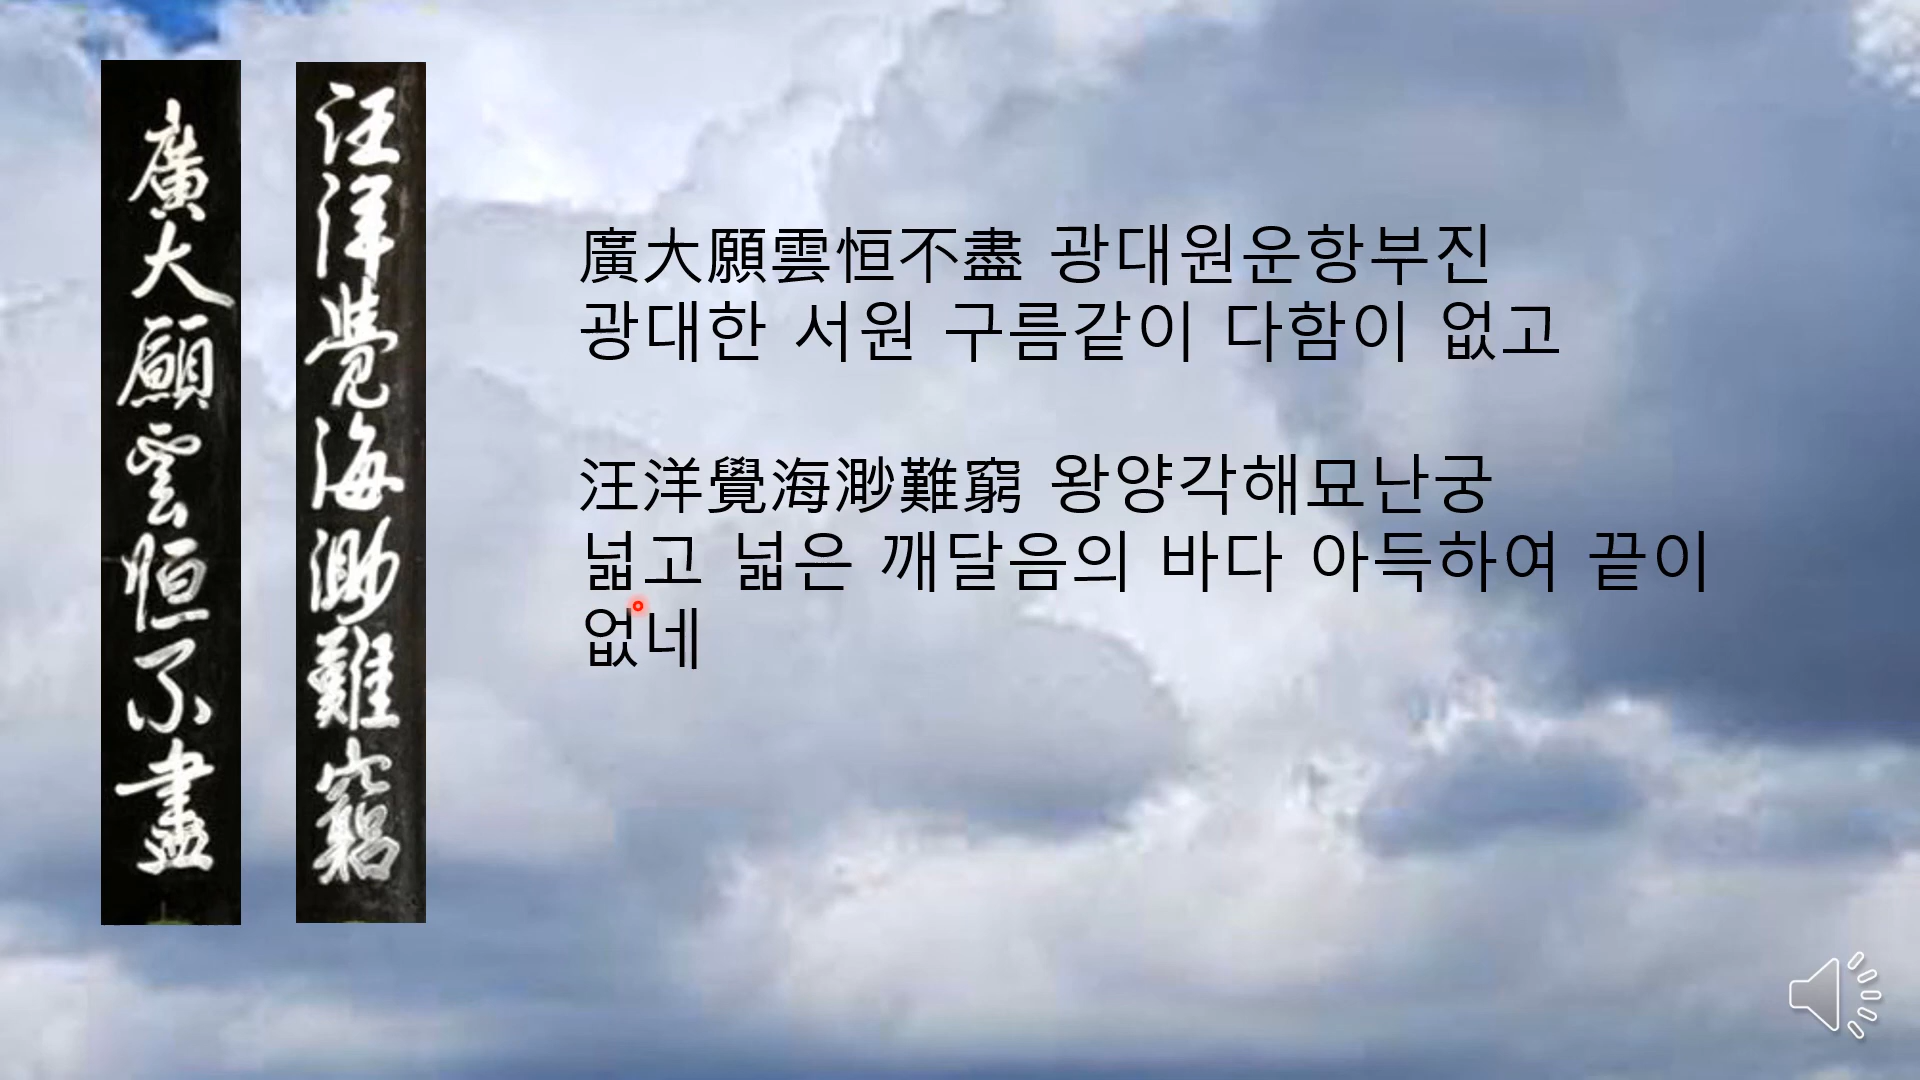 廣大願雲恒不盡
汪洋覺海渺難窮
廣大願雲恒不盡 광대원운항부진
광대한 서원 구름같이 다함이 없고
汪洋覺海渺難窮 왕양각해묘난궁
넓고 넓은 깨달음의 바다 아득하여 끝이
없네